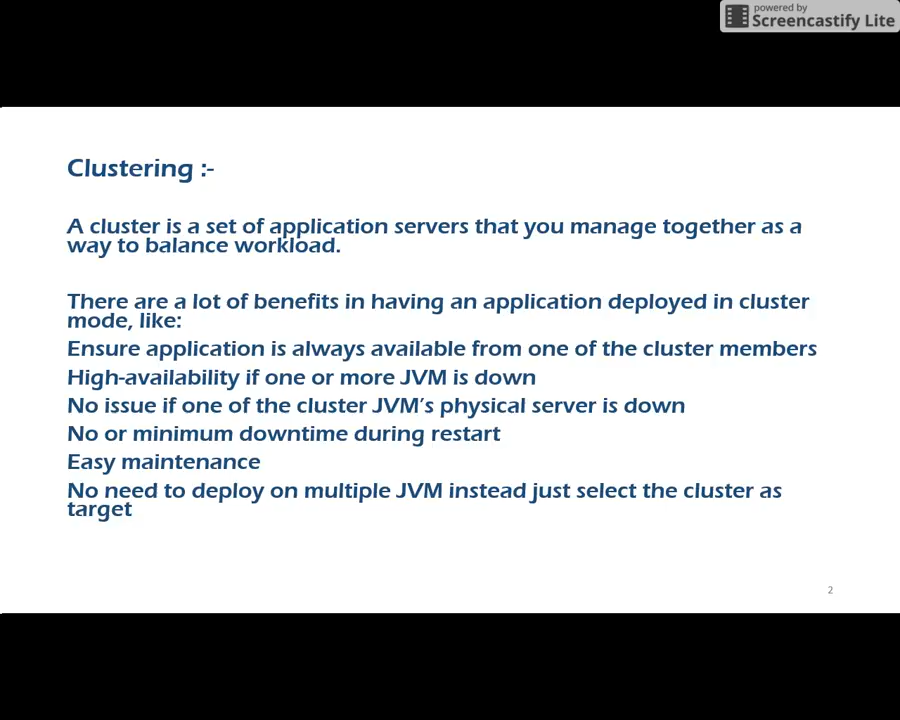 powered by
Screencastify Lite
Clustering :-
A cluster is a set of application servers that you manage together as a
way to balance workload.
There are a lot of benefits in having an application deployed in cluster
mode, like:
Ensure application is always available from one of the cluster members
High-availability if one or more JVM is down
No issue if one of the cluster JVM's physical server is down
No or minimum downtime during restart
Easy maintenance
No need to deploy on multiple JVM instead just select the cluster as
target
2